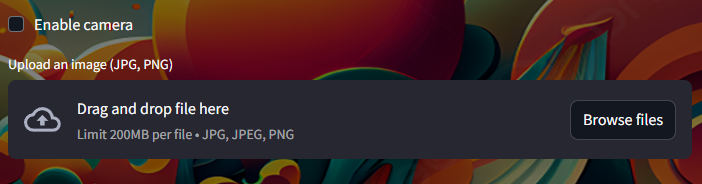 Enable camera
Upload an image (JPG, PNG)
Drag and drop file here
Limit 200MB per file • JPG, JPEG, PNG
Browse files